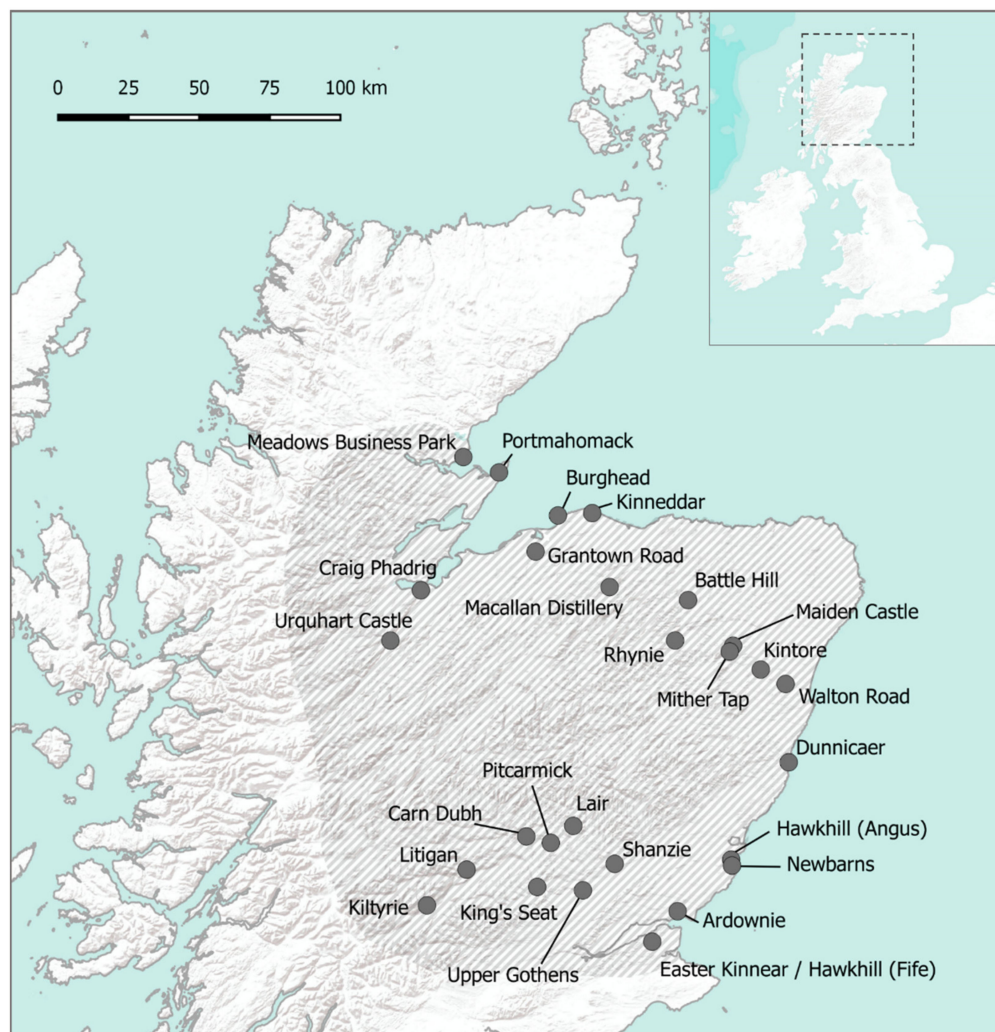 0 25 50 75 100 km
Meadows Business Park
Portmahomack
Burghead
Kinneddar
Grantown Road
Craig Phadrig
Battle Hill
Macallan Distillery
Maiden Castle
Urquhart Castle
Rhynie
Kintore
Mither Tap
Walton Road
Dunnicaer
Pitcarmick
Lair
Carn Dubh
Hawkhill (Angus)
Litigan
Shanzie
Newbarns
Kiltyrie
King's Seat
Ardownie
Upper Gothens
Easter Kinnear / Hawkhill (Fife)